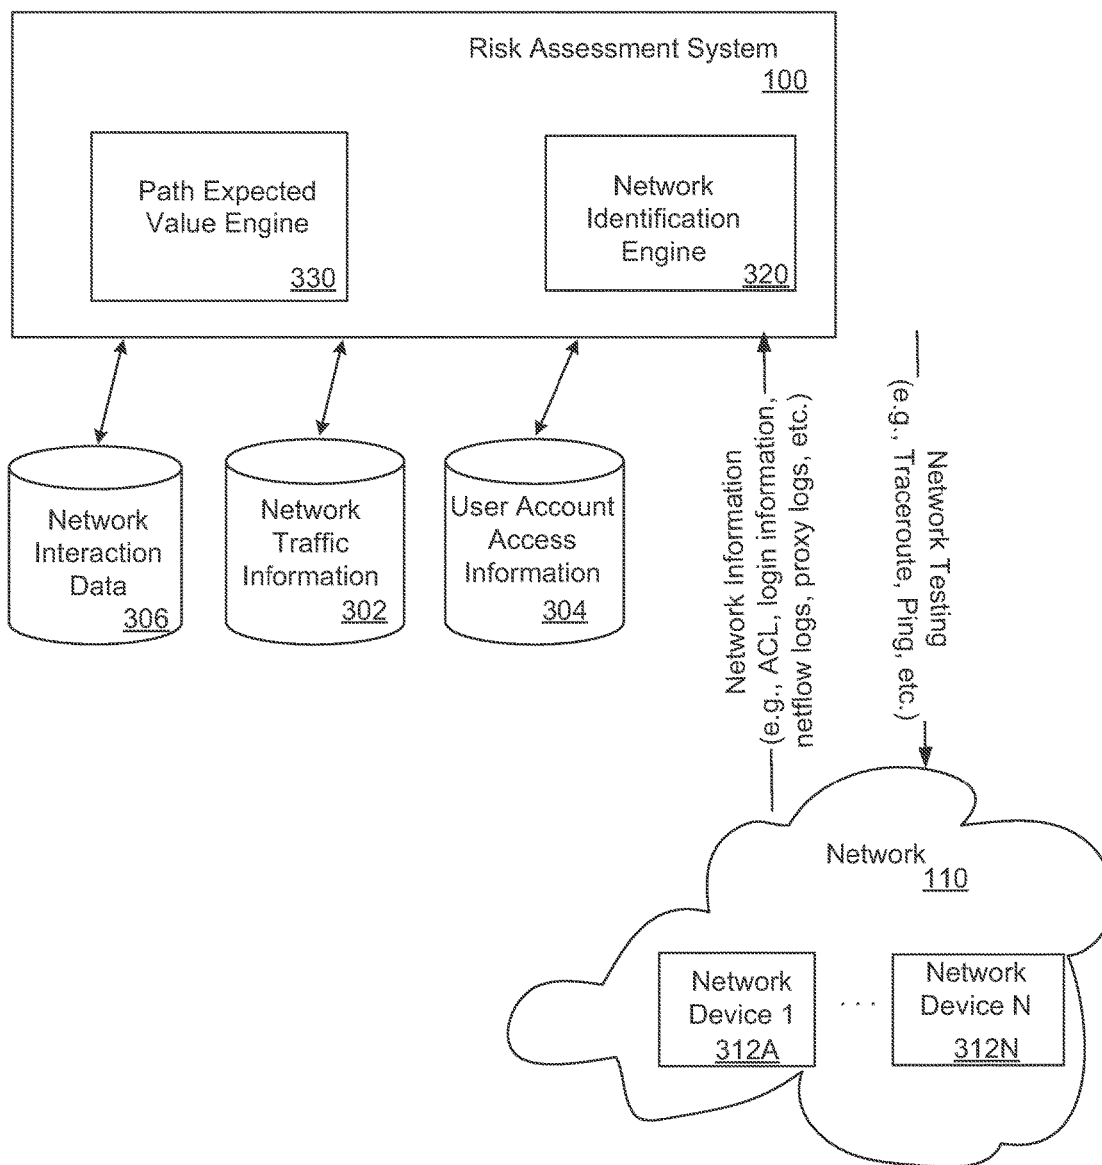 Risk Assessment System
100
Path Expected
Value Engine
330
Network
Identification
Engine
320
Network
Interaction
Data
306
Network
Traffic
Information
302
User Account
Access
Information
304
Network Information
(e.g., ACL, login information,
netflow logs, proxy logs, etc.)
Network Testing
(e.g., Traceroute, Ping, etc.)
Network
110
Network
Device 1
312A
. . .
Network
Device N
312N